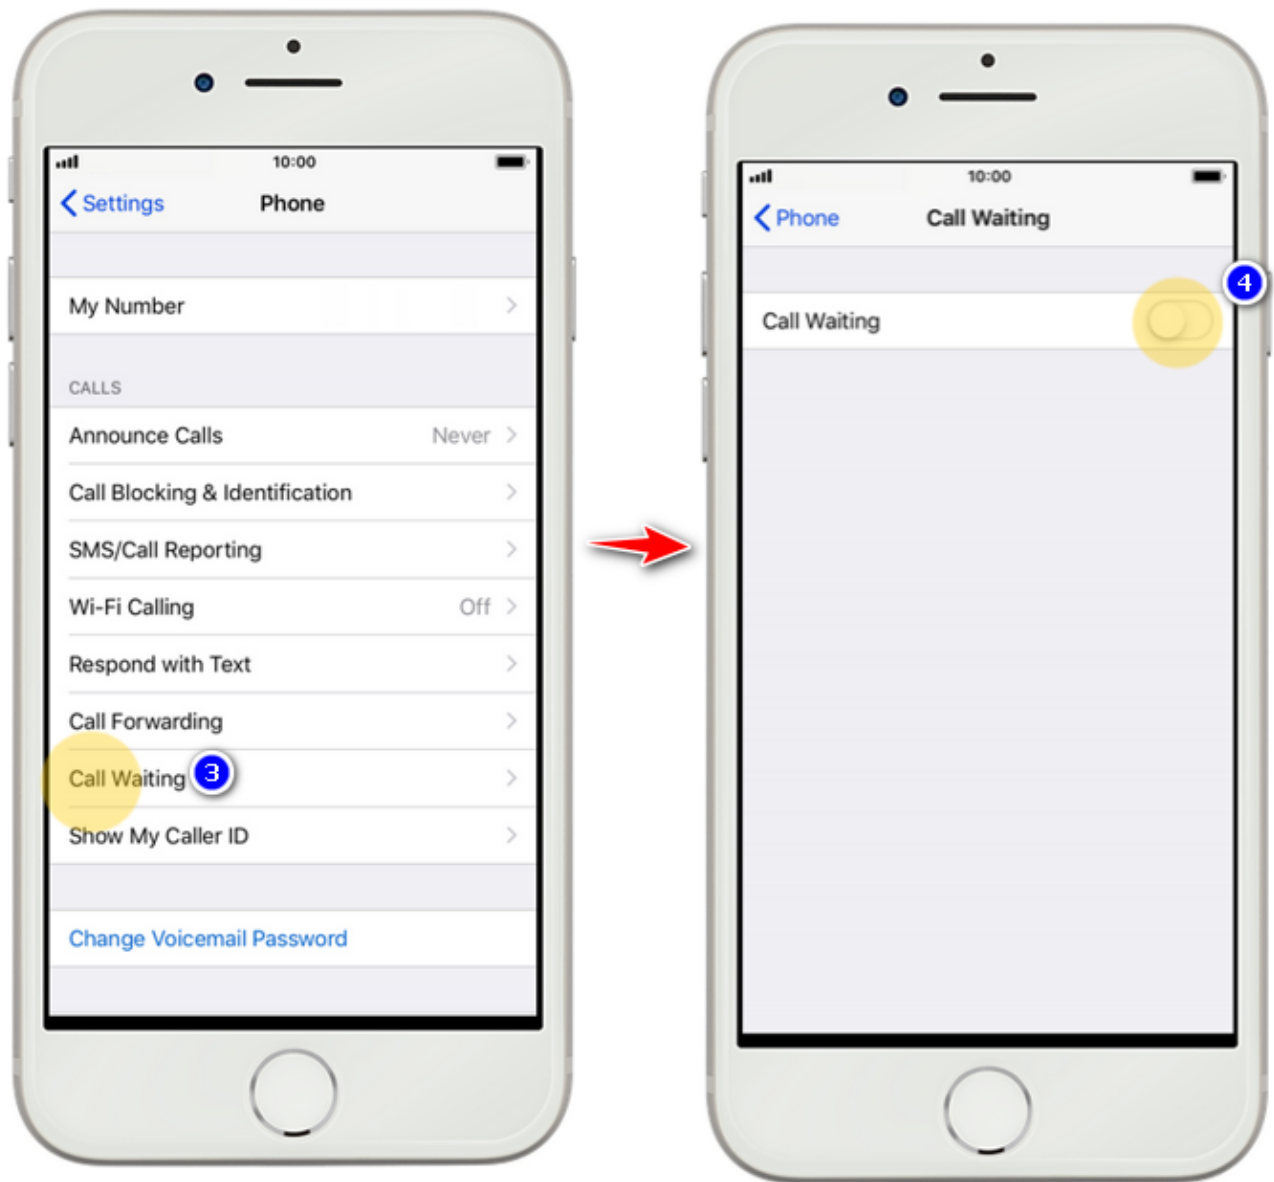 10:00
Settings Phone
My Number
CALLS
Announce Calls Never
Call Blocking & Identification
SMS/Call Reporting
Wi-Fi Calling Off
Respond with Text
Call Forwarding
Call Waiting 3
Show My Caller ID
Change Voicemail Password
10:00
Phone Call Waiting
4
Call Waiting